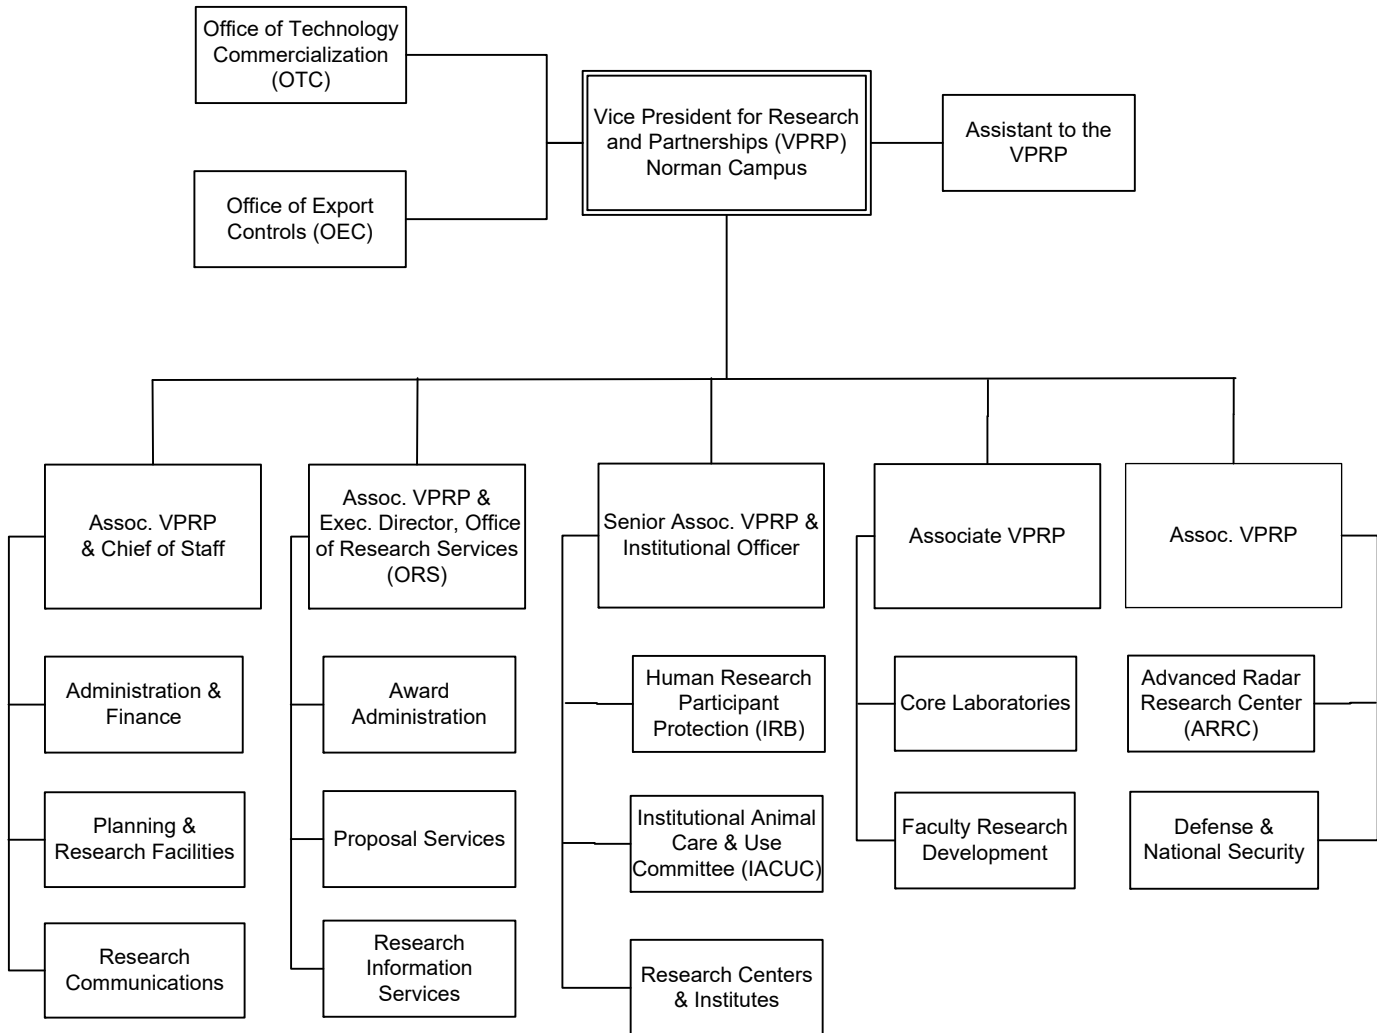 Office of Technology
Commercialization
(OTC)
Vice President for Research
and Partnerships (VPRP)
Norman Campus
Assistant to the
VPRP
Office of Export
Controls (OEC)
Assoc. VPRP
& Chief of Staff
Assoc. VPRP &
Exec. Director, Office
of Research Services
(ORS)
Senior Assoc. VPRP &
Institutional Officer
Associate VPRP
Assoc. VPRP
Administration &
Finance
Award
Administration
Human Research
Participant
Protection (IRB)
Core Laboratories
Advanced Radar
Research Center
(ARRC)
Planning &
Research Facilities
Proposal Services
Institutional Animal
Care & Use
Committee (IACUC)
Faculty Research
Development
Defense &
National Security
Research
Communications
Research
Information
Services
Research Centers
& Institutes